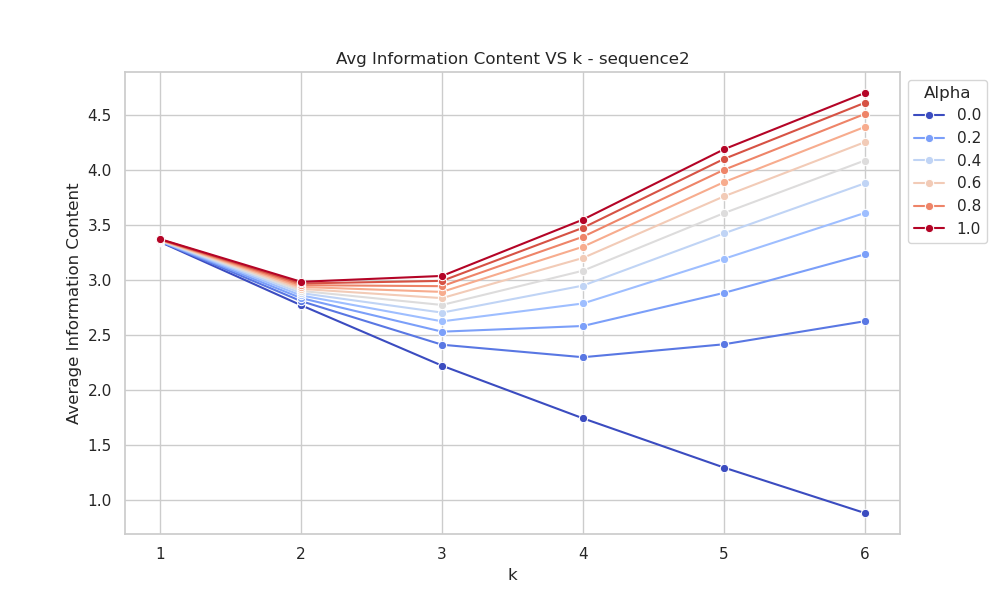 Avg Information Content VS k - sequence2
Average Information Content
4.5
4.0
3.5
3.0
2.5
2.0
1.5
1.0
1 2 3 4 5 6
k
Alpha
0.0
0.2
0.4
0.6
0.8
1.0